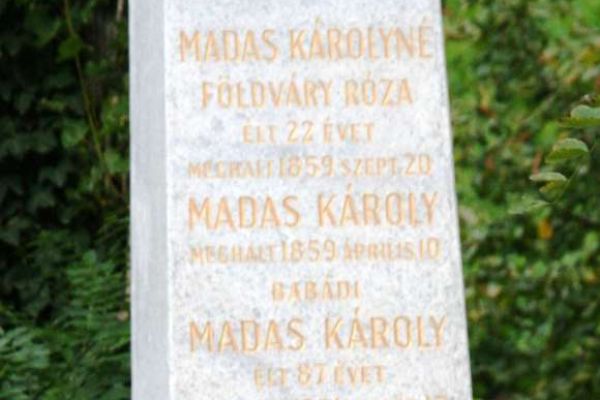 MADAS KÁROLYNÉ
FÖLDVÁRY RÓZA
ÉLT 22 ÉVET
MEGHALT 1859 SZEPT. 20
MADAS KÁROLY
MEGHALT 1859 ÁPRILIS 10
BABÁDI
MADAS KÁROLY
ÉLT 87 ÉVET